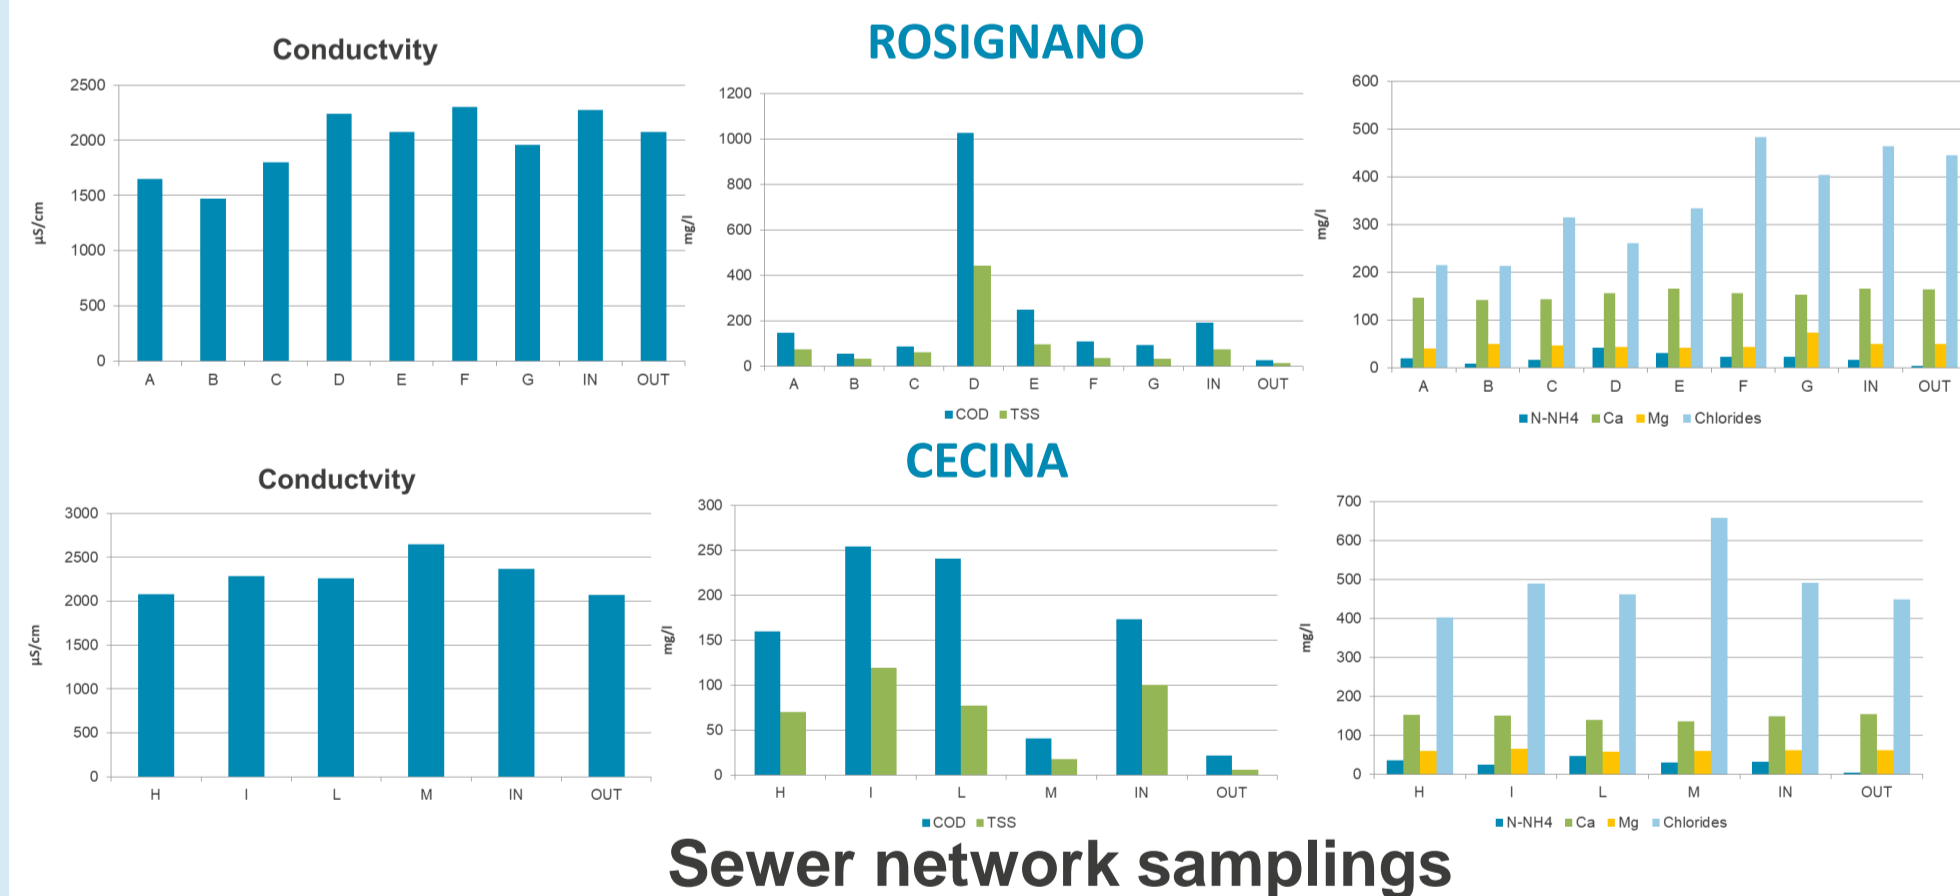 ROSIGNANO
Conductvity
2500
2000
1500
1000
500
0
µS/cm
A B C D E F G IN OUT
1200
1000
800
600
400
200
0
mg/l
A B C D E F G IN OUT
COD TSS
600
500
400
300
200
100
0
mg/l
A B C D E F G IN OUT
N-NH4 Ca Mg Chlorides
CECINA
Conductvity
3000
2500
2000
1500
1000
500
0
µS/cm
H I L M IN OUT
300
250
200
150
100
50
0
mg/l
H I L M IN OUT
COD TSS
700
600
500
400
300
200
100
0
mg/l
H I L M IN OUT
N-NH4 Ca Mg Chlorides
Sewer network samplings